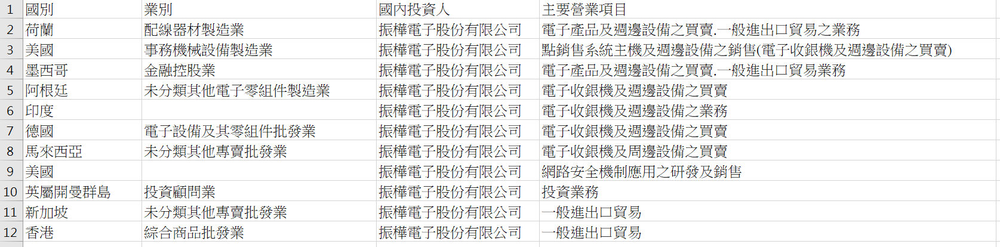 1 國別 業別 國內投資人 主要營業項目
2 荷蘭 配線器材製造業 振樺電子股份有限公司 電子產品及週邊設備之買賣.一般進出口貿易之業務
3 美國 事務機械設備製造業 振樺電子股份有限公司 點銷售系統主機及週邊設備之銷售(電子收銀機及週邊設備之買賣)
4 墨西哥 金融控股業 振樺電子股份有限公司 電子產品及週邊設備之買賣.一般進出口貿易業務
5 阿根廷 未分類其他電子零組件製造業 振樺電子股份有限公司 電子收銀機及週邊設備之買賣
6 印度 振樺電子股份有限公司 電子收銀機及週邊設備之業務
7 德國 電子設備及其零組件批發業 振樺電子股份有限公司 電子收銀機及週邊設備之買賣
8 馬來西亞 未分類其他專賣批發業 振樺電子股份有限公司 電子收銀機及周邊設備之買賣
9 美國 振樺電子股份有限公司 網路安全機制應用之研發及銷售
10 英屬開曼群島 投資顧問業 振樺電子股份有限公司 投資業務
11 新加坡 未分類其他專賣批發業 振樺電子股份有限公司 一般進出口貿易
12 香港 綜合商品批發業 振樺電子股份有限公司 一般進出口貿易